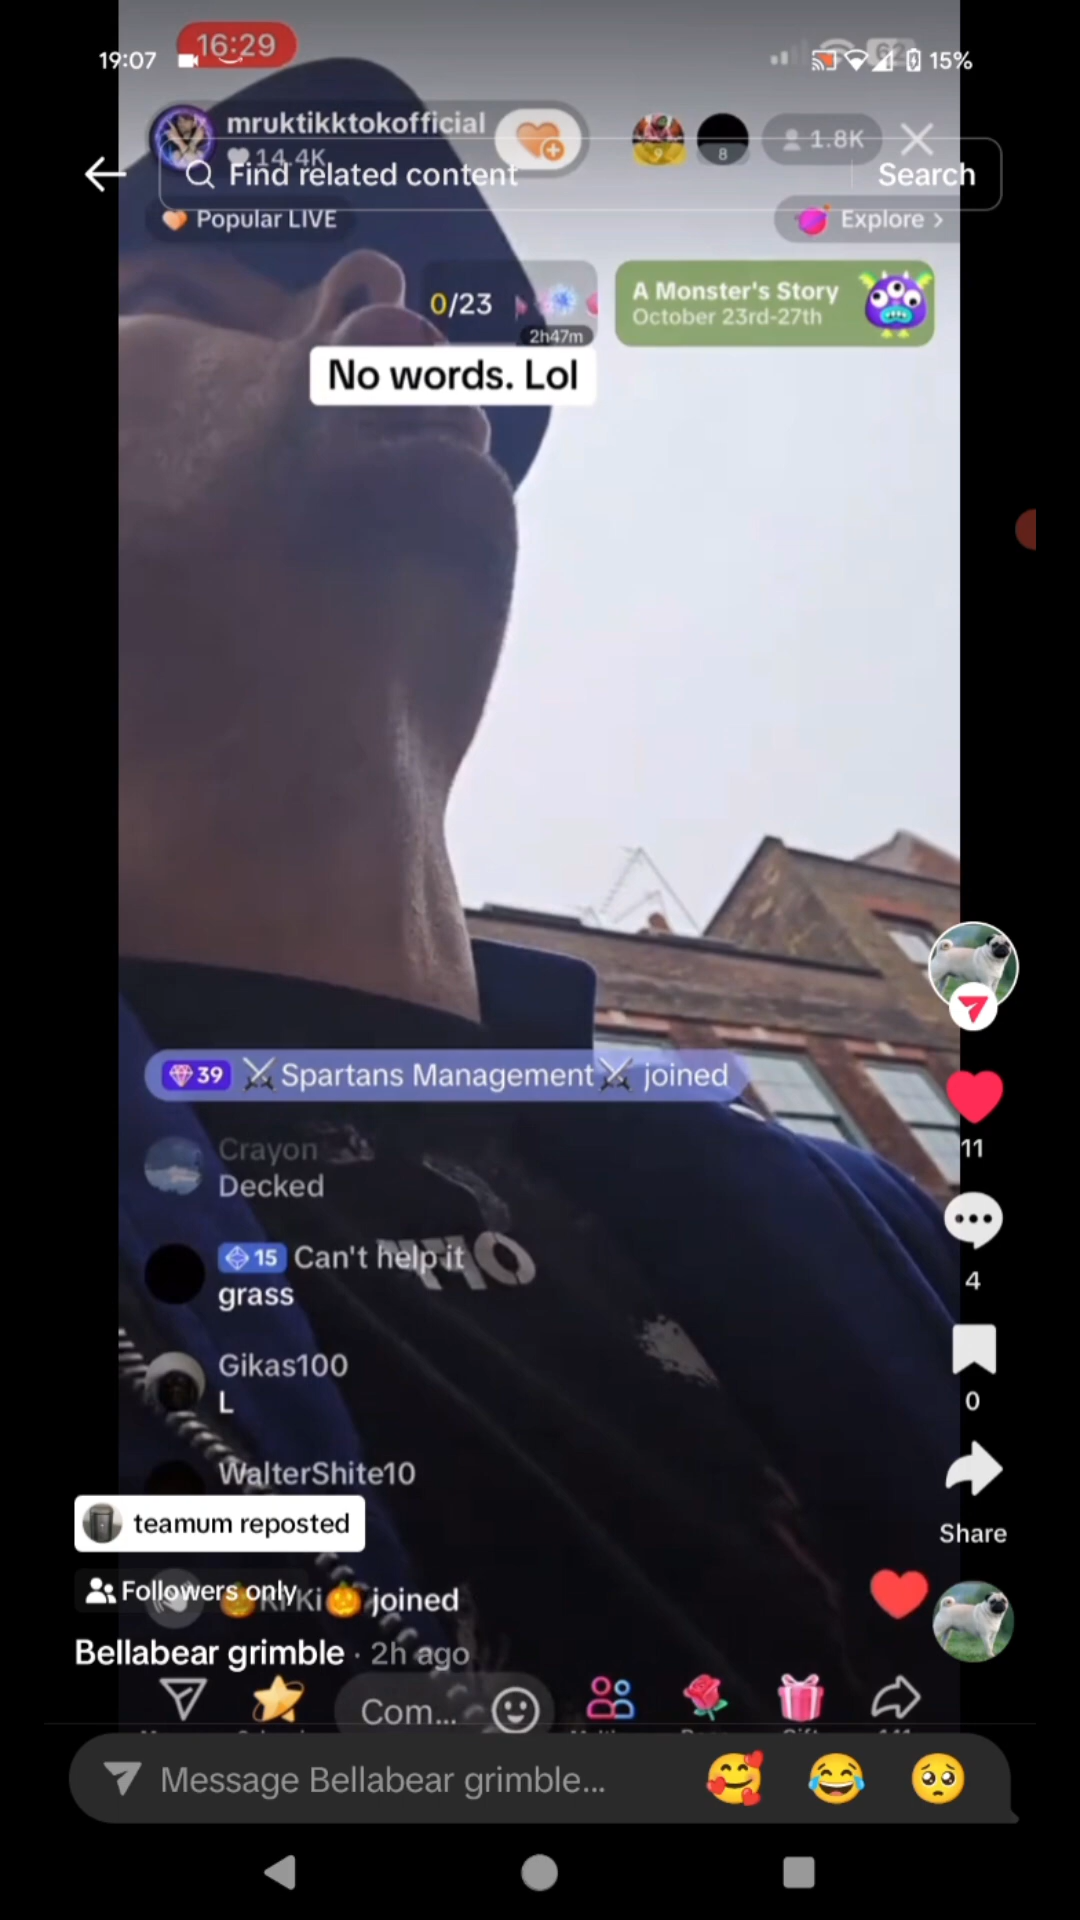 16:29
19:07
62
15%
mruktikktokofficial
14.4K
9
8
1.8K
Find related content
Search
Popular LIVE
Explore >
0/23
2h47m
A Monster's Story
October 23rd-27th
No words. Lol
39 ⚔Spartans Management⚔ joined
Crayon
Decked
15 Can't help it
grass
Gikas100
L
WalterShite10
teamum reposted
Followers only
🎃KiKi🎃 joined
Bellabear grimble · 2h ago
Com...
Message Bellabear grimble...
11
4
0
Share